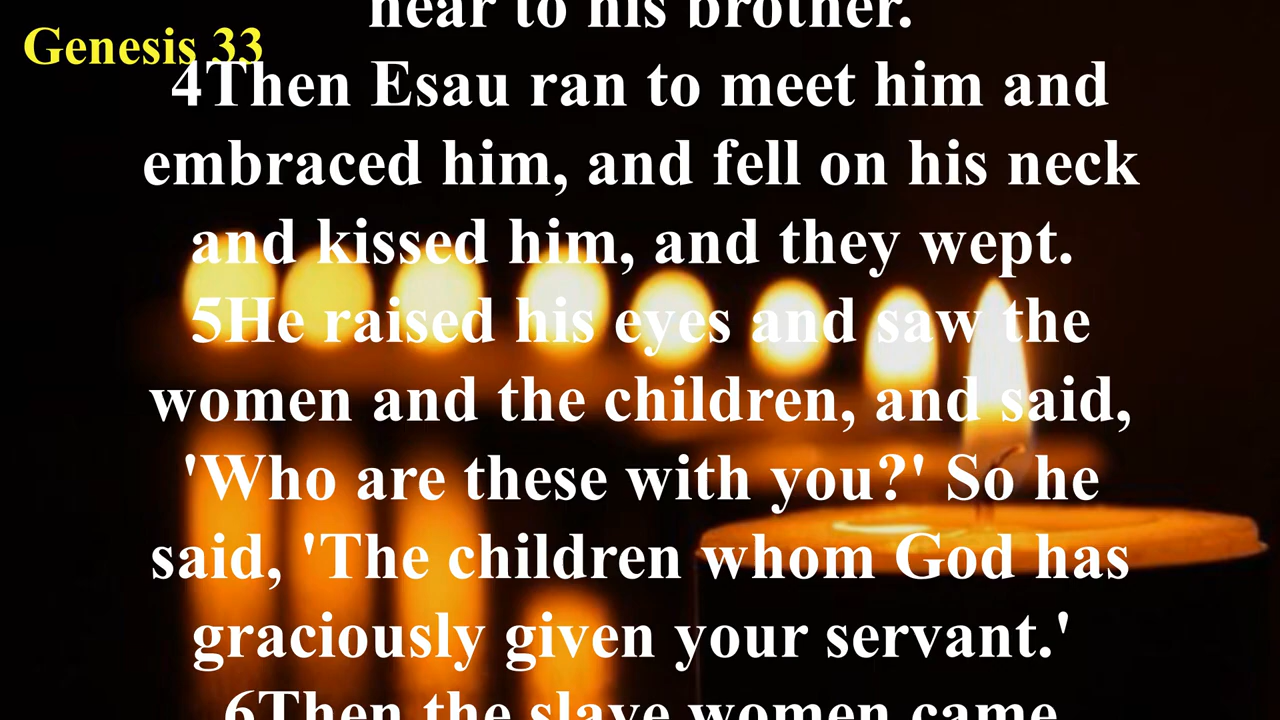 near to his brother.
Genesis 33
4Then Esau ran to meet him and
embraced him, and fell on his neck
and kissed him, and they wept.
5He raised his eyes and saw the
women and the children, and said,
'Who are these with you?' So he
said, 'The children whom God has
graciously given your servant.'
6Then the slave women came